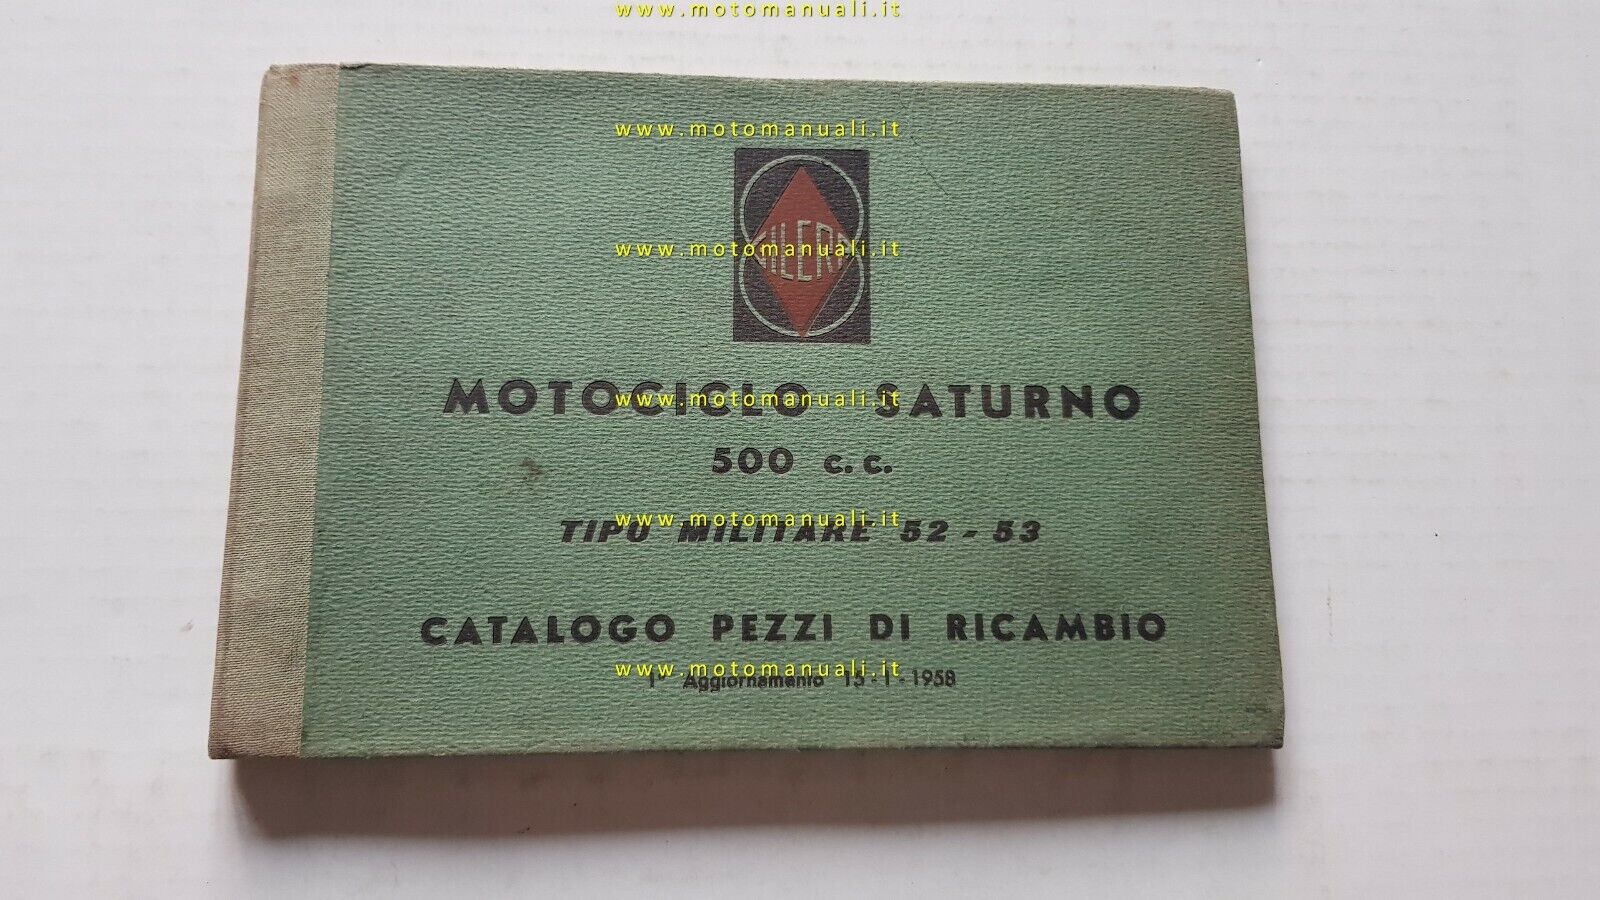 www.motomanuali.it
www.motomanuali.it
GILERA
www.motomanuali.it
MOTOCICLO SATURNO
www.motomanuali.it
500 c.c.
TIPO MILITARE 52 - 53
www.motomanuali.it
CATALOGO PEZZI DI RICAMBIO
www.motomanuali.it
1° Aggiornamento 15 - 1 - 1958